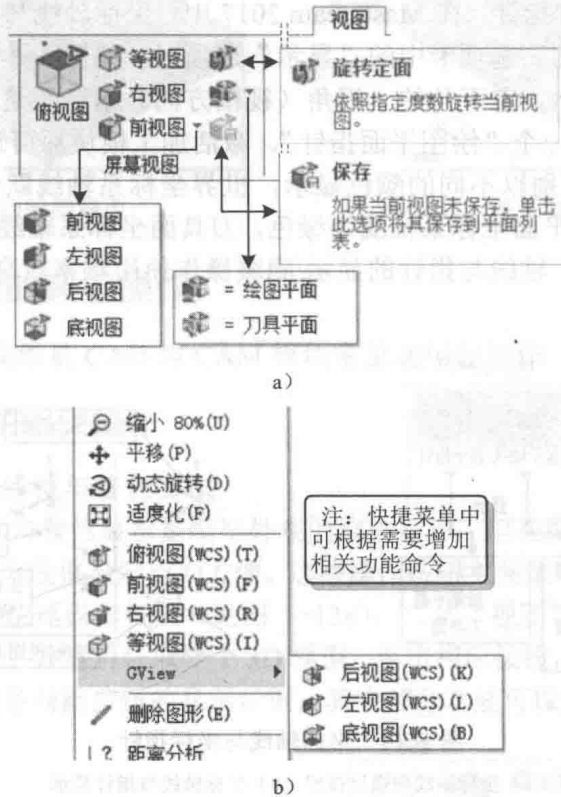 视图
等视图
右视图
前视图
俯视图
屏幕视图
旋转定面
依照指定度数旋转当前视
图。
保存
如果当前视图未保存，单击
此选项将其保存到平面列
表。
前视图
左视图
后视图
底视图
= 绘图平面
= 刀具平面
a）
缩小 80%(U)
平移(P)
动态旋转(D)
适度化(F)
俯视图(WCS)(T)
前视图(WCS)(F)
右视图(WCS)(R)
等视图(WCS)(I)
GView
删除图形(E)
距离分析
注：快捷菜单中
可根据需要增加
相关功能命令
后视图(WCS)(K)
左视图(WCS)(L)
底视图(WCS)(B)
b）